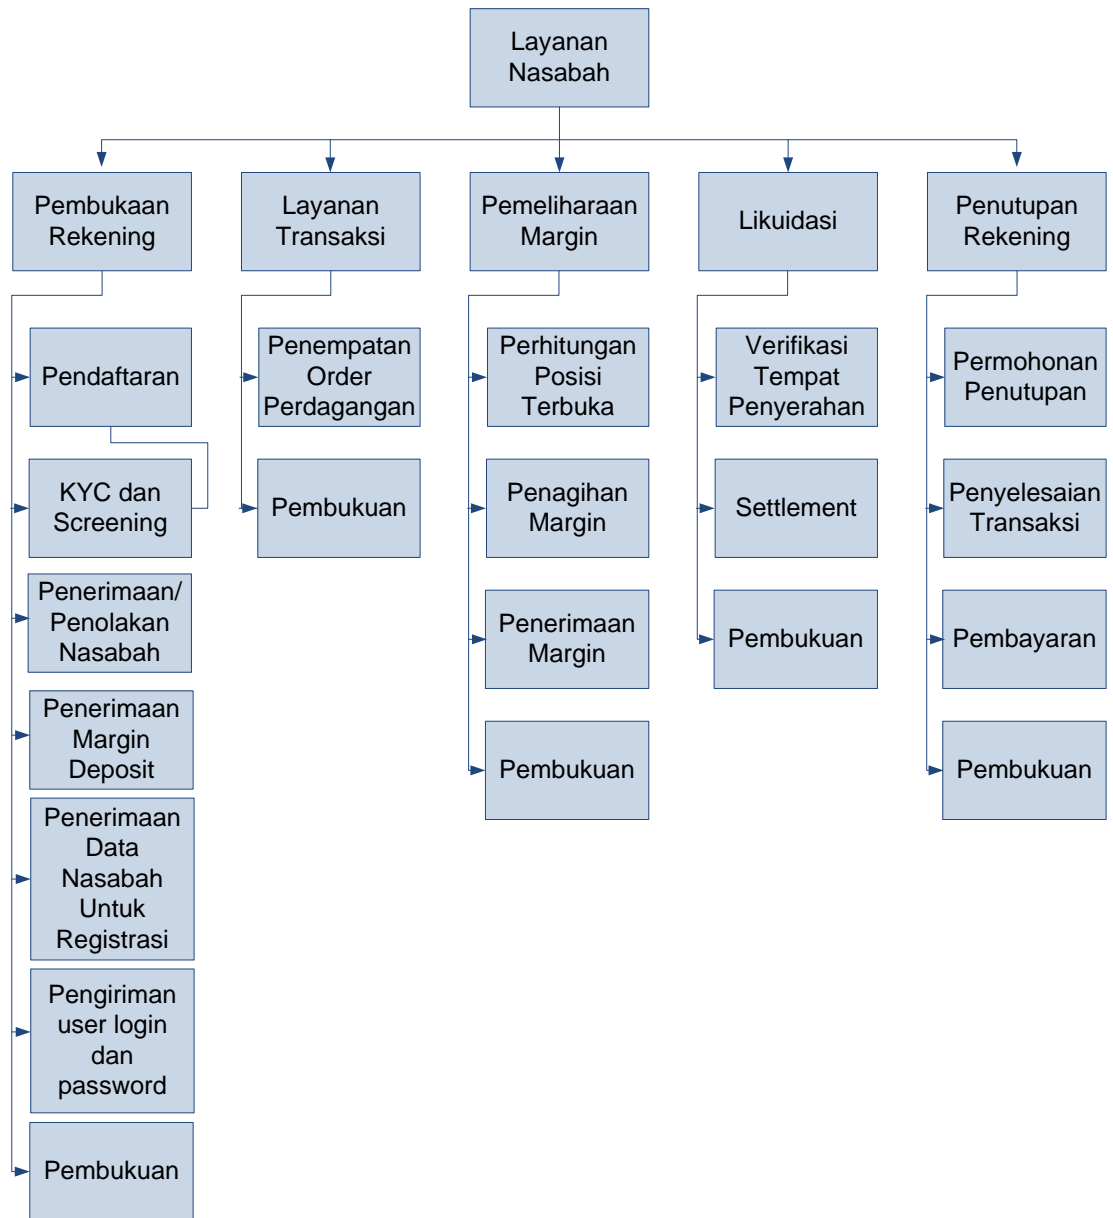 Layanan
Nasabah
Pembukaan
Rekening
Layanan
Transaksi
Pemeliharaan
Margin
Likuidasi
Penutupan
Rekening
Pendaftaran
KYC dan
Screening
Penerimaan/
Penolakan
Nasabah
Penerimaan
Margin
Deposit
Penerimaan
Data
Nasabah
Untuk
Registrasi
Pengiriman
user login
dan
password
Pembukuan
Penempatan
Order
Perdagangan
Pembukuan
Perhitungan
Posisi
Terbuka
Penagihan
Margin
Penerimaan
Margin
Pembukuan
Verifikasi
Tempat
Penyerahan
Settlement
Pembukuan
Permohonan
Penutupan
Penyelesaian
Transaksi
Pembayaran
Pembukuan